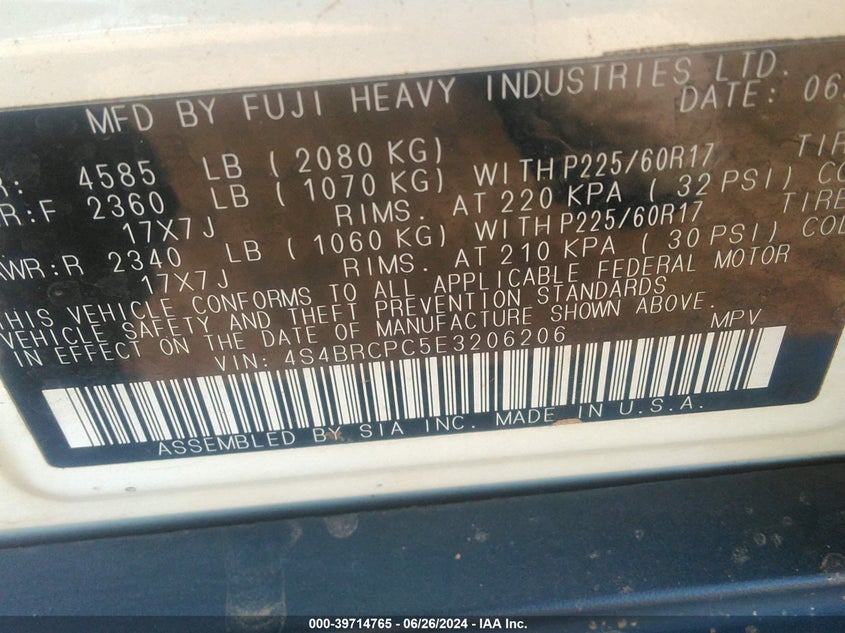 MFD BY FUJI HEAVY INDUSTRIES LTD.
DATE: 06
R: 4585 LB ( 2080 KG)
R:F 2360 LB ( 1070 KG) WITH P225/60R17 TIR
17X7J RIMS. AT 220 KPA ( 32 PSI) CO
WR:R 2340 LB ( 1060 KG) WITH P225/60R17 TIRE
17X7J RIMS. AT 210 KPA ( 30 PSI) COL
THIS VEHICLE CONFORMS TO ALL APPLICABLE FEDERAL MOTOR
VEHICLE SAFETY AND THEFT PREVENTION STANDARDS
IN EFFECT ON THE DATE OF MANUFACTURE SHOWN ABOVE.
VIN: 4S4BRCPC5E3206206 MPV
ASSEMBLED BY SIA INC. MADE IN U.S.A.
000-39714765 - 06/26/2024 - IAA Inc.